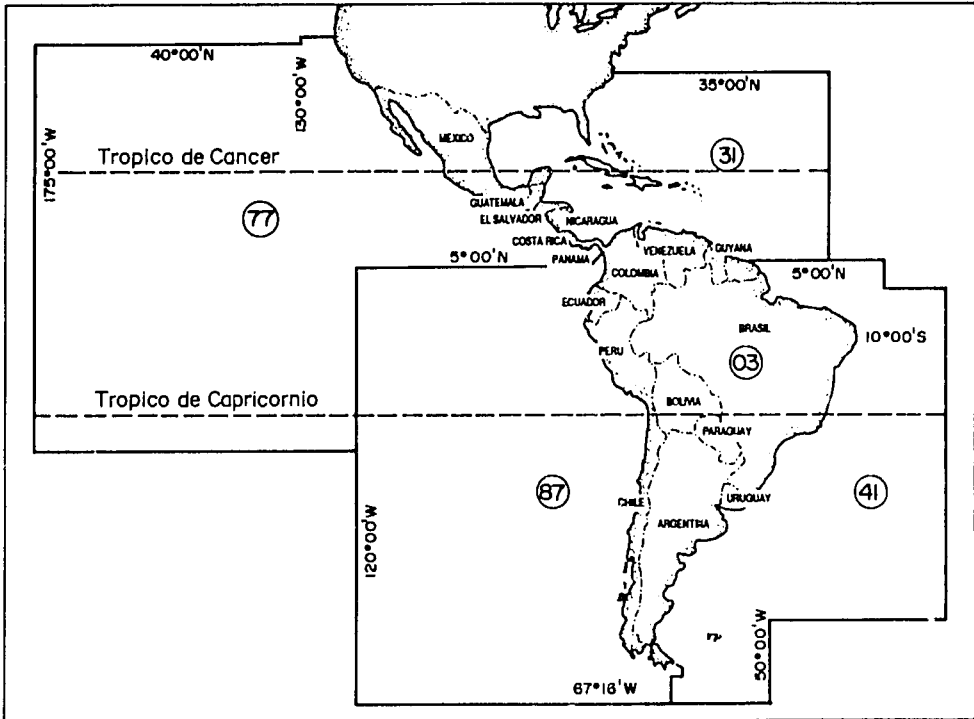 40°00'N
130°00'W
35°00'N
175°00'W
MEXICO
Tropico de Cancer
31
77
GUATEMALA
EL SALVADOR
NICARAGUA
COSTA RICA
PANAMA
VENEZUELA
GUYANA
5°00'N
COLOMBIA
5°00'N
ECUADOR
BRASIL
10°00'S
PERU
03
Tropico de Capricornio
BOLIVIA
PARAGUAY
87
CHILE
URUGUAY
41
ARGENTINA
120°00'W
50°00'W
67°16'W